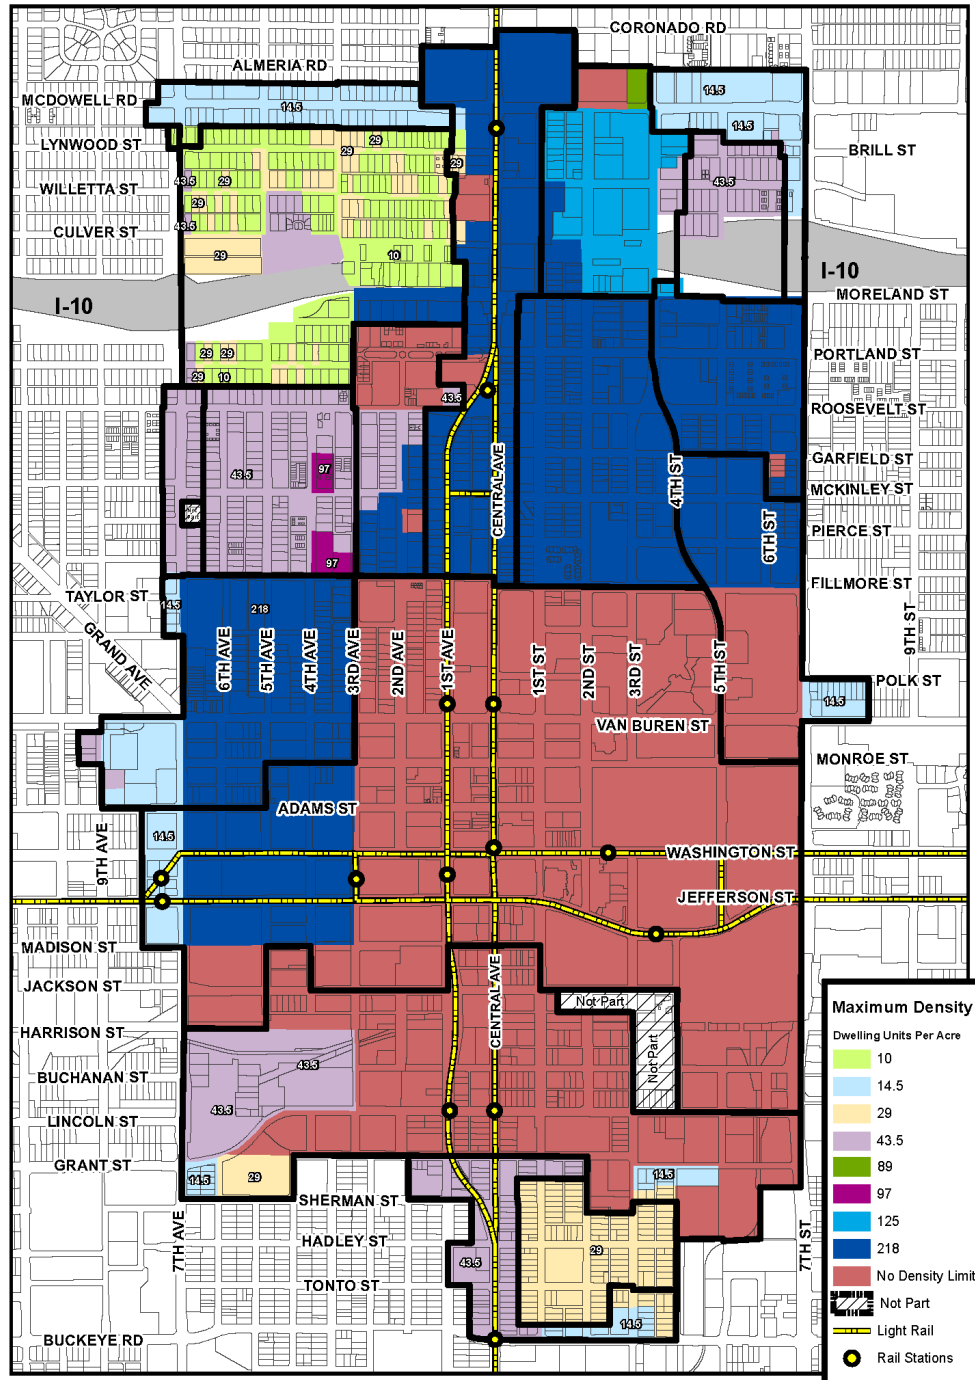 CORONADO RD
ALMERIA RD
14.5
MCDOWELL RD
14.5
14.5
LYNWOOD ST
29
29
BRILL ST
29
WILLETTA ST
43.5
29
43.5
29
CULVER ST
43.5
29
10
I-10
I-10
MORELAND ST
29
29
PORTLAND ST
29
10
43.5
ROOSEVELT ST
43.5
97
CENTRAL AVE
4TH ST
GARFIELD ST
MCKINLEY ST
6TH ST
PIERCE ST
97
FILLMORE ST
TAYLOR ST
14.5
218
GRAND AVE
6TH AVE
5TH AVE
4TH AVE
3RD AVE
2ND AVE
1ST AVE
1ST ST
2ND ST
3RD ST
5TH ST
9TH ST
POLK ST
14.5
VAN BUREN ST
MONROE ST
ADAMS ST
14.5
9TH AVE
WASHINGTON ST
JEFFERSON ST
MADISON ST
JACKSON ST
CENTRAL AVE
Not Part
Not Part
HARRISON ST
43.5
BUCHANAN ST
43.5
LINCOLN ST
GRANT ST
14.5
29
14.5
SHERMAN ST
7TH AVE
7TH ST
HADLEY ST
29
43.5
TONTO ST
14.5
BUCKEYE RD
Maximum Density
Dwelling Units Per Acre
10
14.5
29
43.5
89
97
125
218
No Density Limit
Not Part
Light Rail
Rail Stations